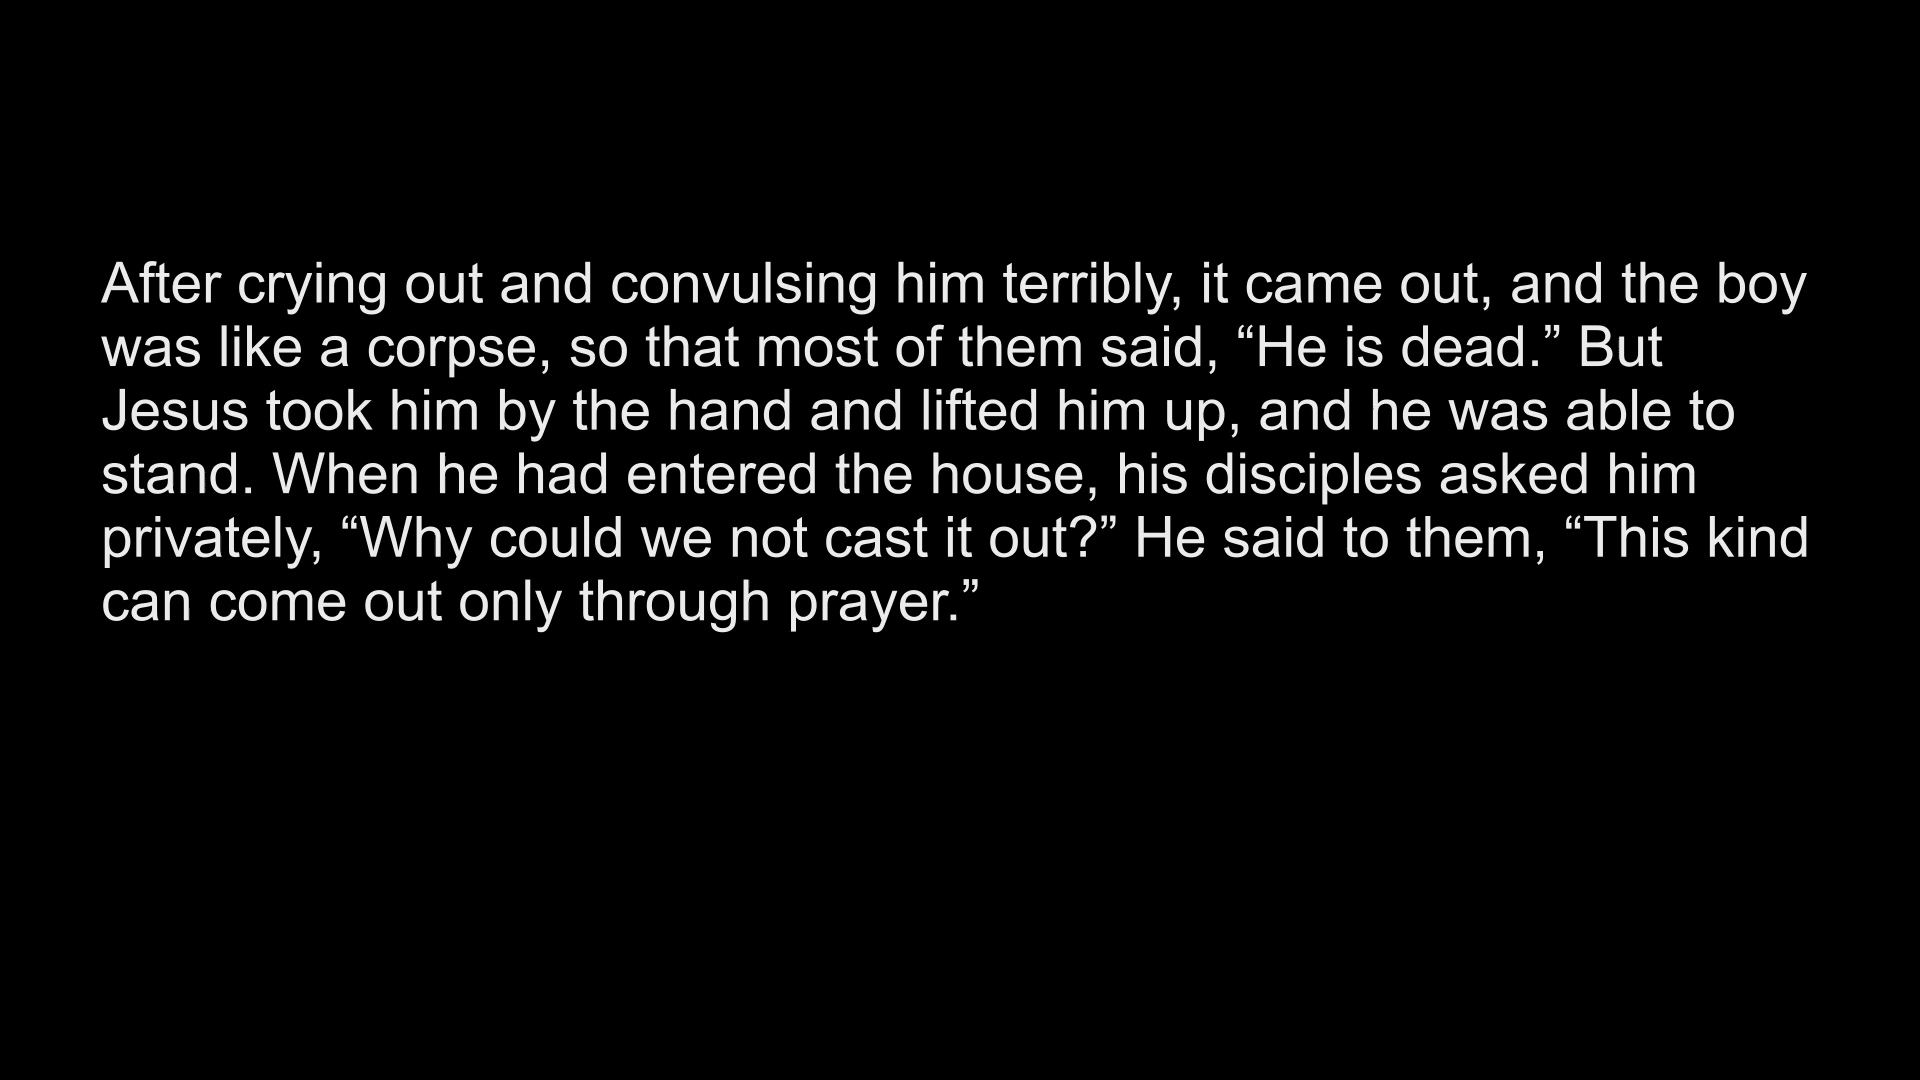 After crying out and convulsing him terribly, it came out, and the boy
was like a corpse, so that most of them said, “He is dead.” But
Jesus took him by the hand and lifted him up, and he was able to
stand. When he had entered the house, his disciples asked him
privately, “Why could we not cast it out?” He said to them, “This kind
can come out only through prayer.”